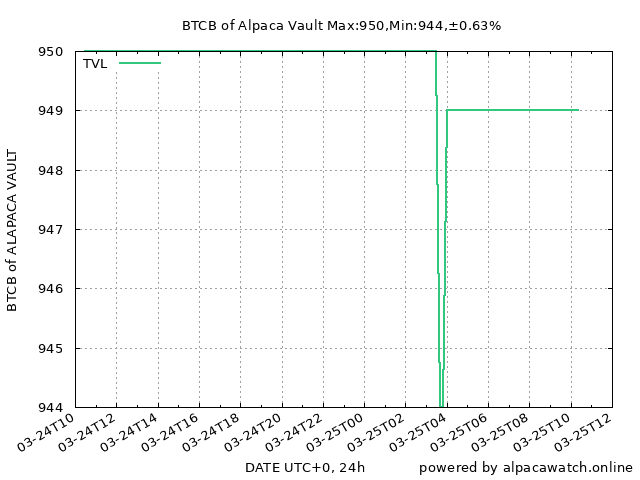 BTCB of Alpaca Vault Max:950,Min:944,±0.63%
950
TVL
949
948
947
946
945
944
BTCB of ALAPACA VAULT
03-24T10 03-24T12 03-24T14 03-24T16 03-24T18 03-24T20 03-24T22 03-25T00 03-25T02 03-25T04 03-25T06 03-25T08 03-25T10 03-25T12
DATE UTC+0, 24h
powered by alpacawatch.online